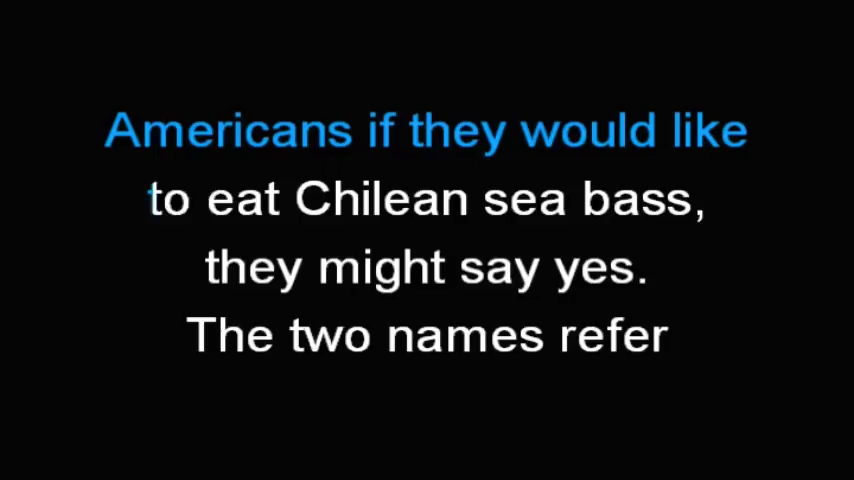 Americans if they would like
to eat Chilean sea bass,
they might say yes.
The two names refer